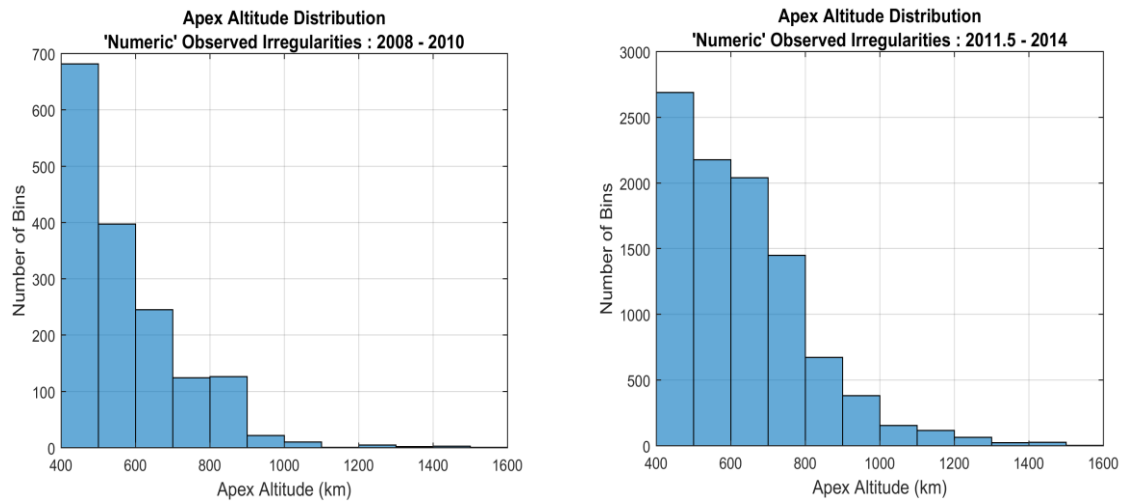 Apex Altitude Distribution
'Numeric' Observed Irregularities : 2008 - 2010
700
600
500
400
300
200
100
0
Number of Bins
400 600 800 1000 1200 1400 1600
Apex Altitude (km)
Apex Altitude Distribution
'Numeric' Observed Irregularities : 2011.5 - 2014
3000
2500
2000
1500
1000
500
0
Number of Bins
400 600 800 1000 1200 1400 1600
Apex Altitude (km)